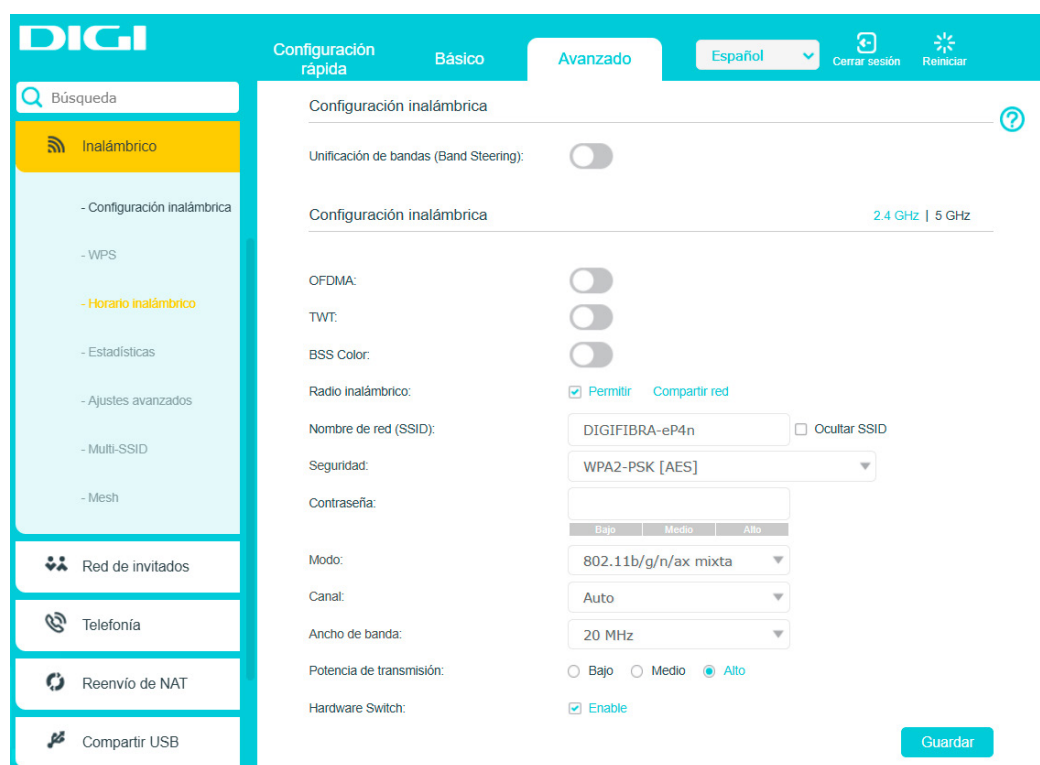 DIGI
Configuración rápida
Básico
Avanzado
Español
Cerrar sesión
Reiniciar
Búsqueda
Inalámbrico
- Configuración inalámbrica
- WPS
- Horario inalámbrico
- Estadísticas
- Ajustes avanzados
- Multi-SSID
- Mesh
Red de invitados
Telefonía
Reenvío de NAT
Compartir USB
Configuración inalámbrica
?
Unificación de bandas (Band Steering):
Configuración inalámbrica 2.4 GHz | 5 GHz
OFDMA:
TWT:
BSS Color:
Radio inalámbrico: Permitir Compartir red
Nombre de red (SSID): DIGIFIBRA-eP4n Ocultar SSID
Seguridad: WPA2-PSK [AES]
Contraseña:
Bajo Medio Alto
Modo: 802.11b/g/n/ax mixta
Canal: Auto
Ancho de banda: 20 MHz
Potencia de transmisión: Bajo Medio Alto
Hardware Switch: Enable
Guardar